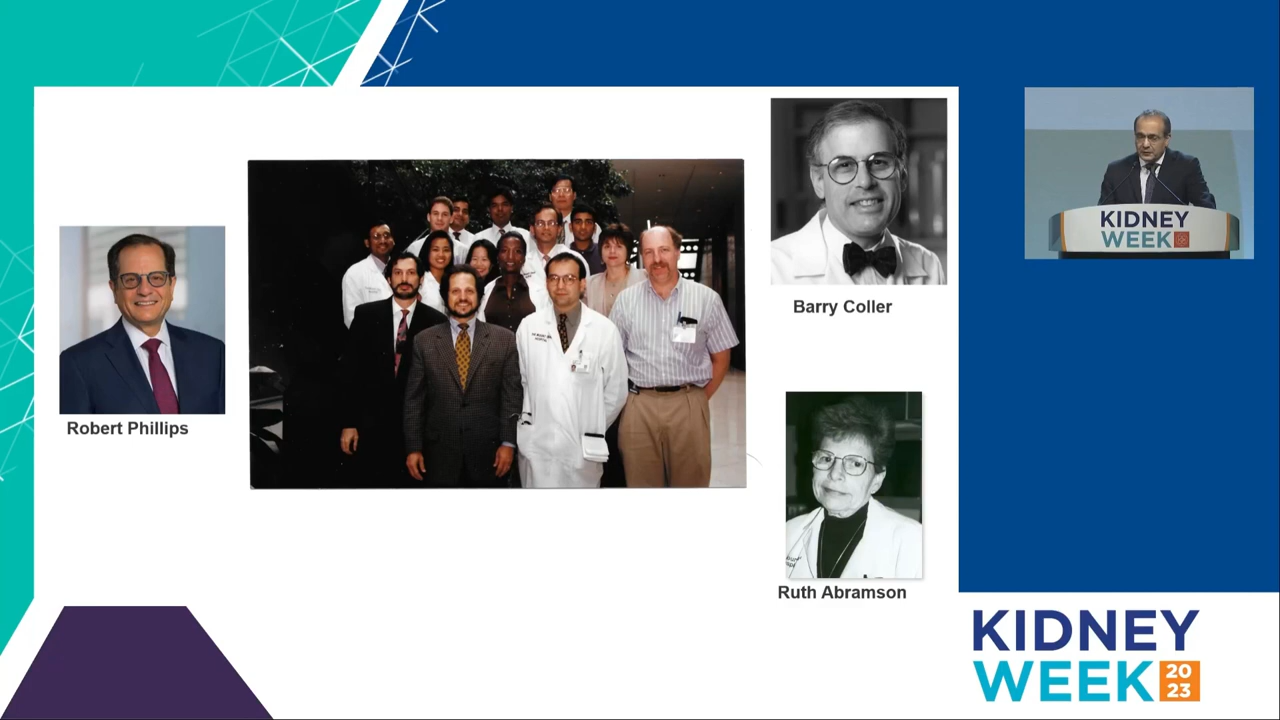 KIDNEY
WEEK
Barry Coller
Robert Phillips
Ruth Abramson
KIDNEY
WEEK 20
23